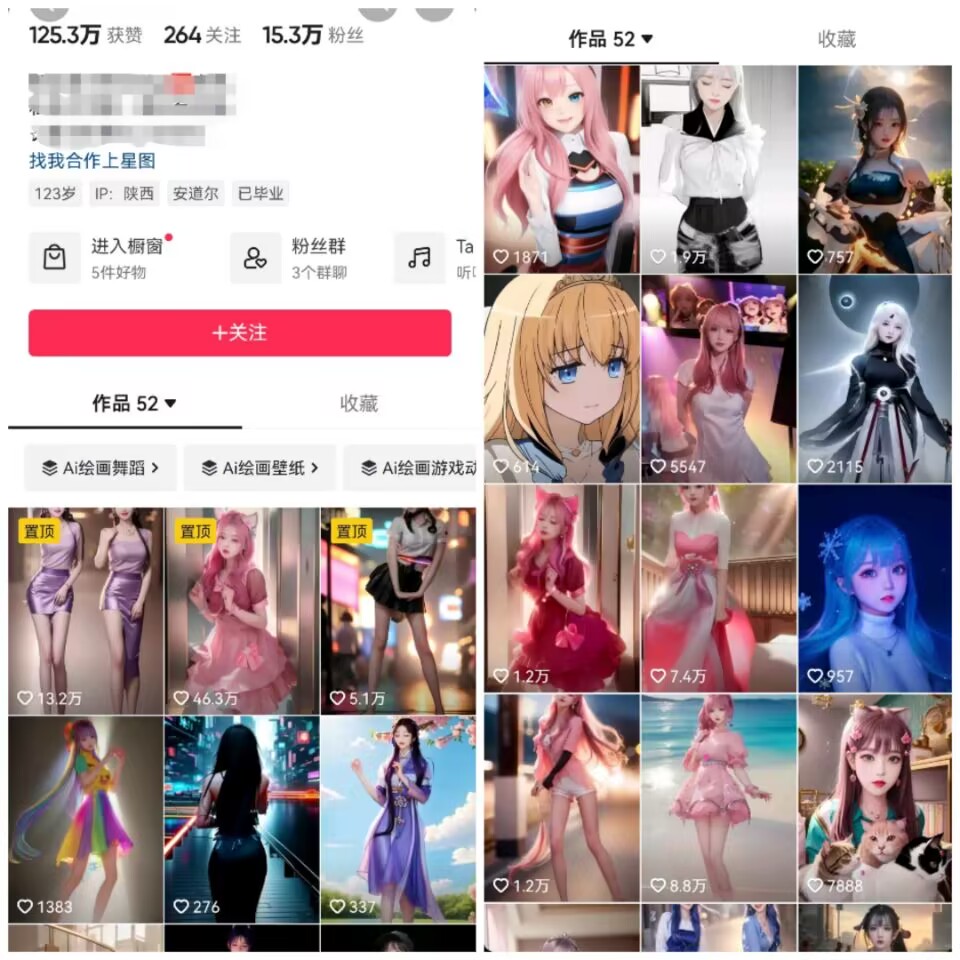 125.3万 获赞 264 关注 15.3万 粉丝
找我合作上星图
123岁 IP：陕西 安道尔 已毕业
进入橱窗
5件好物
粉丝群
3个群聊
Ta
听
+关注
作品 52 收藏
Ai绘画舞蹈
Ai绘画壁纸
Ai绘画游戏动
置顶
13.2万
置顶
46.3万
置顶
5.1万
1383
276
337
作品 52 收藏
1871
1.9万
757
614
5547
2115
1.2万
7.4万
957
1.2万
8.8万
7888